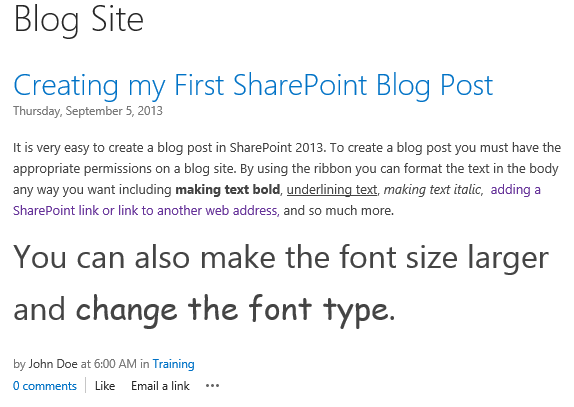 Blog Site
Creating my First SharePoint Blog Post
Thursday, September 5, 2013
It is very easy to create a blog post in SharePoint 2013. To create a blog post you must have the
appropriate permissions on a blog site. By using the ribbon you can format the text in the body
any way you want including making text bold, underlining text, making text italic, adding a
SharePoint link or link to another web address, and so much more.
You can also make the font size larger
and change the font type.
by John Doe at 6:00 AM in Training
0 comments Like Email a link •••